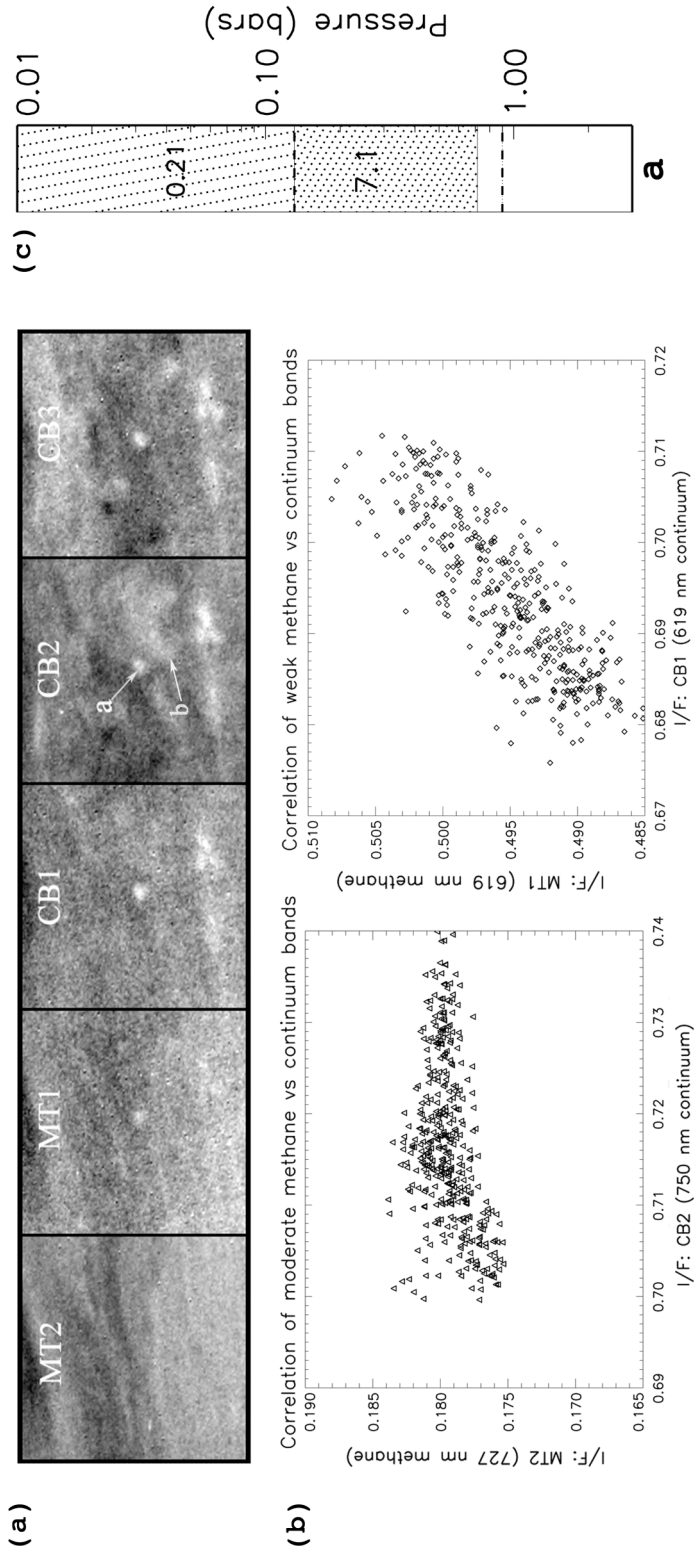 (a)
MT2 MT1 CB1 CB2 CB3
a
b
(b)
Correlation of moderate methane vs continuum bands
I/F: MT2 (727 nm methane)
0.190
0.185
0.180
0.175
0.170
0.165
0.69 0.70 0.71 0.72 0.73 0.74
I/F: CB2 (750 nm continuum)
Correlation of weak methane vs continuum bands
I/F: MT1 (619 nm methane)
0.510
0.505
0.500
0.495
0.490
0.485
0.67 0.68 0.69 0.70 0.71 0.72
I/F: CB1 (619 nm continuum)
(c)
0.21
7.1
0.01
0.10
1.00
Pressure (bars)
a